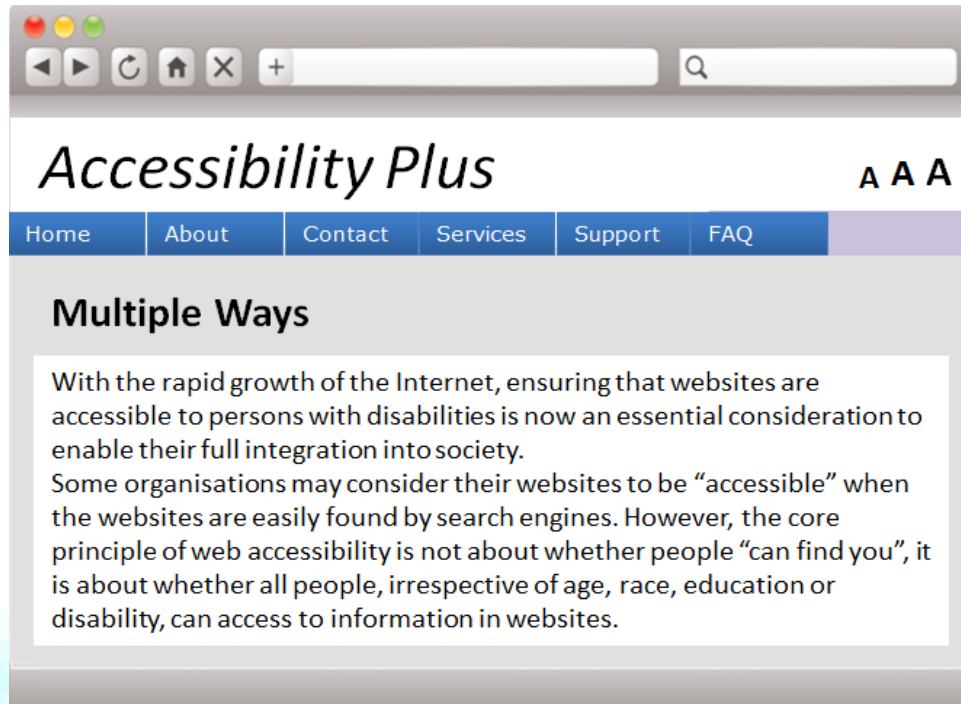 Accessibility Plus
A A A
Home About Contact Services Support FAQ
Multiple Ways
With the rapid growth of the Internet, ensuring that websites are
accessible to persons with disabilities is now an essential consideration to
enable their full integration into society.
Some organisations may consider their websites to be “accessible” when
the websites are easily found by search engines. However, the core
principle of web accessibility is not about whether people “can find you”, it
is about whether all people, irrespective of age, race, education or
disability, can access to information in websites.